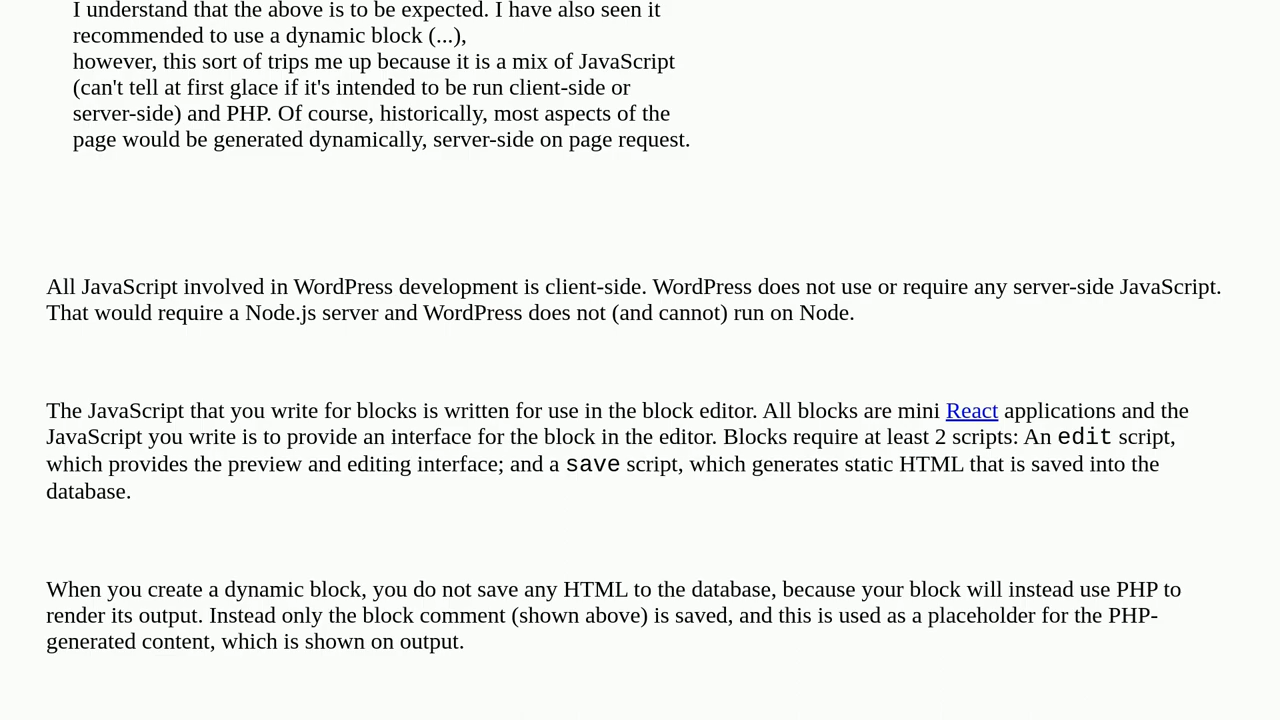 I understand that the above is to be expected. I have also seen it
recommended to use a dynamic block (...),
however, this sort of trips me up because it is a mix of JavaScript
(can't tell at first glace if it's intended to be run client-side or
server-side) and PHP. Of course, historically, most aspects of the
page would be generated dynamically, server-side on page request.
All JavaScript involved in WordPress development is client-side. WordPress does not use or require any server-side JavaScript.
That would require a Node.js server and WordPress does not (and cannot) run on Node.
The JavaScript that you write for blocks is written for use in the block editor. All blocks are mini React applications and the
JavaScript you write is to provide an interface for the block in the editor. Blocks require at least 2 scripts: An edit script,
which provides the preview and editing interface; and a save script, which generates static HTML that is saved into the
database.
When you create a dynamic block, you do not save any HTML to the database, because your block will instead use PHP to
render its output. Instead only the block comment (shown above) is saved, and this is used as a placeholder for the PHP-
generated content, which is shown on output.